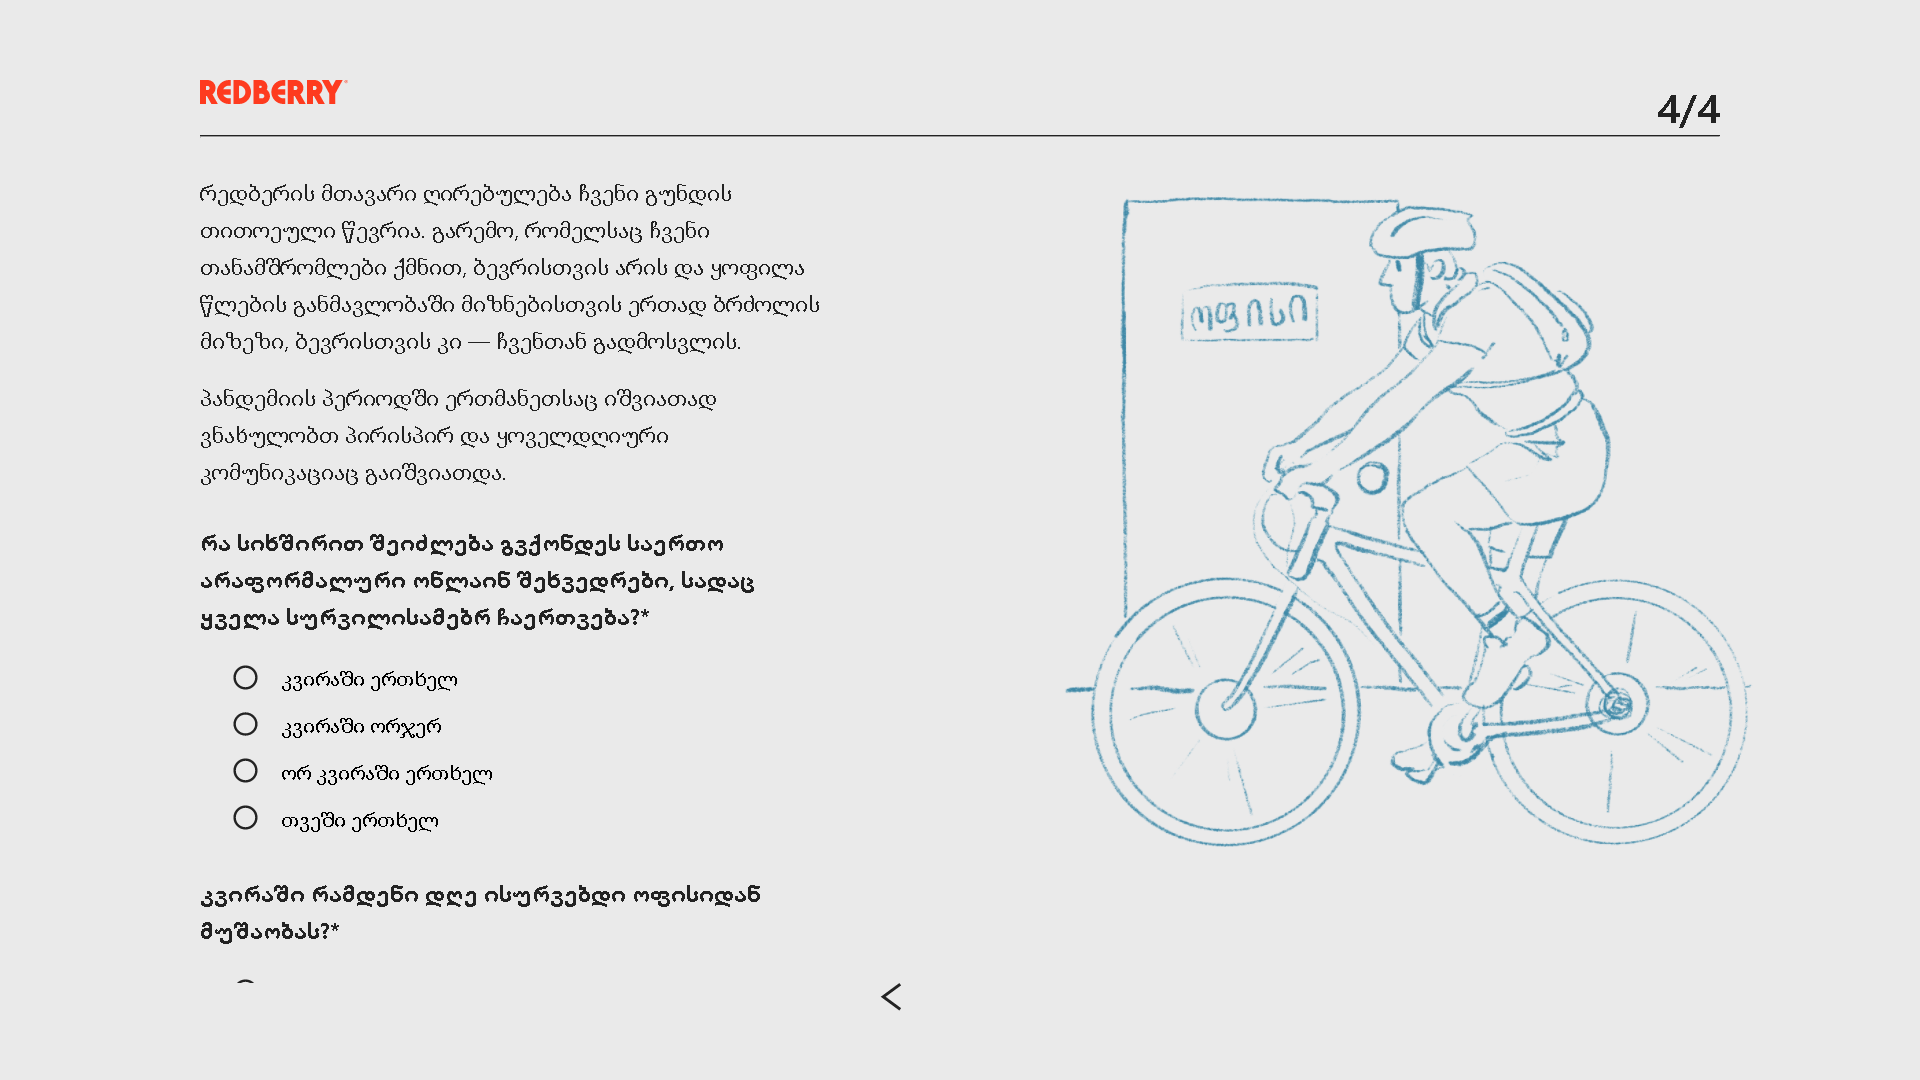 REDBERRY
4/4
რედბერის მთავარი ღირებულება ჩვენი გუნდის
თითოეული წევრია. გარემო, რომელსაც ჩვენი
თანამშრომლები ქმნით, ბევრისთვის არის და ყოფილა
წლების განმავლობაში მიზნებისთვის ერთად ბრძოლის
მიზეზი, ბევრისთვის კი — ჩვენთან გადმოსვლის.
პანდემიის პერიოდში ერთმანეთსაც იშვიათად
ვნახულობთ პირისპირ და ყოველდღიური
კომუნიკაციაც გაიშვიათდა.
რა სიხშირით შეიძლება გვქონდეს საერთო
არაფორმალური ონლაინ შეხვედრები, სადაც
ყველა სურვილისამებრ ჩაერთვება?*
კვირაში ერთხელ
კვირაში ორჯერ
ორ კვირაში ერთხელ
თვეში ერთხელ
კვირაში რამდენი დღე ისურვებდი ოფისიდან
მუშაობას?*
ოფისი